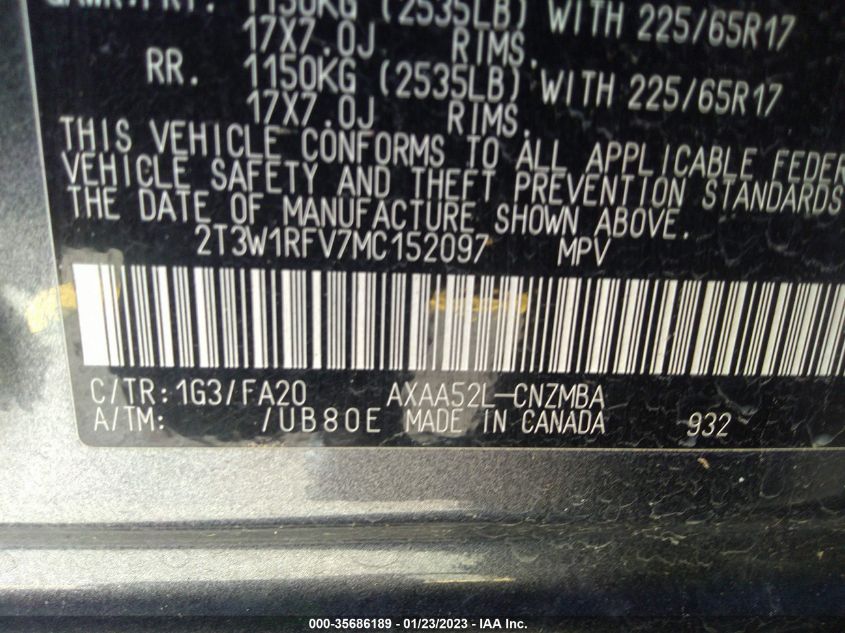 GAWR:FRT. 1150KG (2535LB) WITH 225/65R17
17X7.0J RIMS.
RR. 1150KG (2535LB) WITH 225/65R17
17X7.0J RIMS.
THIS VEHICLE CONFORMS TO ALL APPLICABLE FEDER
VEHICLE SAFETY AND THEFT PREVENTION STANDARDS
THE DATE OF MANUFACTURE SHOWN ABOVE.
2T3W1RFV7MC152097 MPV
C/TR:1G3/FA20 AXAA52L-CNZMBA
A/TM: /UB80E MADE IN CANADA 932
000-35686189 - 01/23/2023 - IAA Inc.